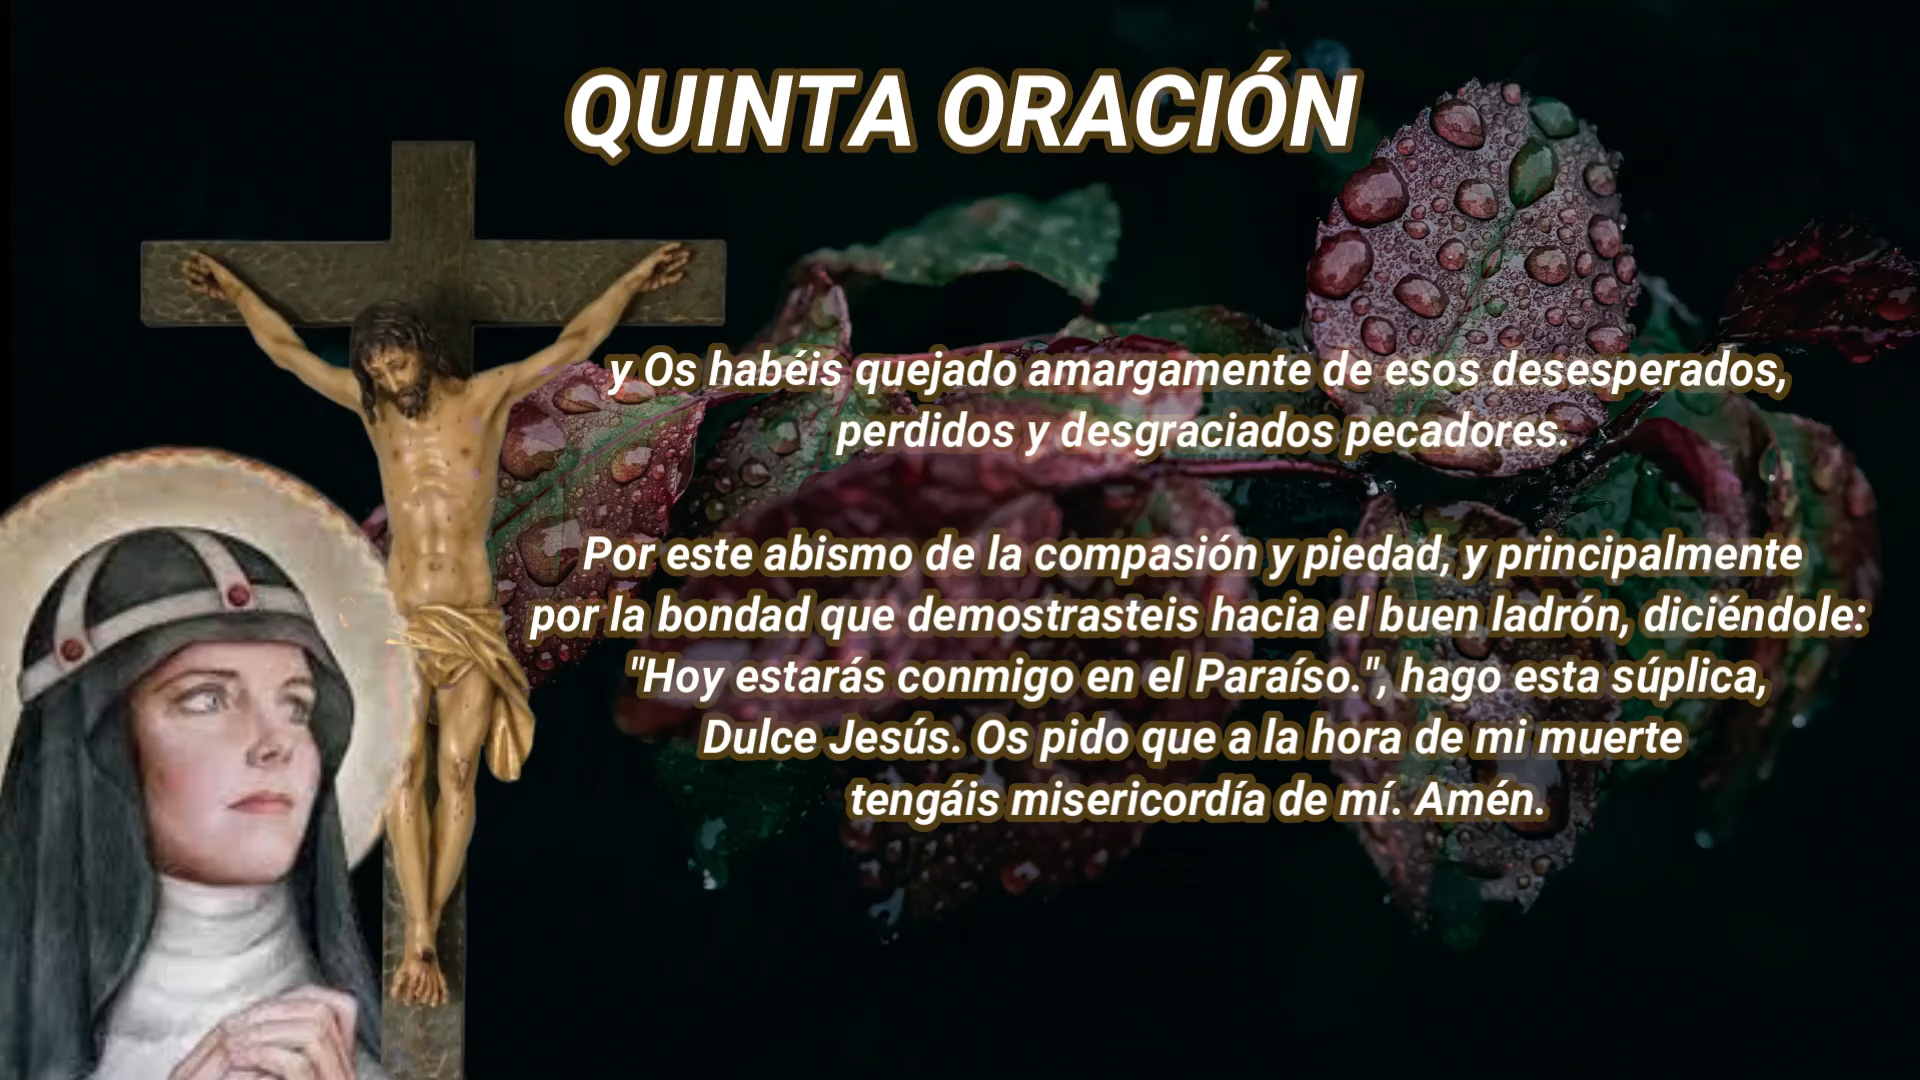 QUINTA ORACIÓN
y Os habéis quejado amargamente de esos desesperados,
perdidos y desgraciados pecadores.
Por este abismo de la compasión y piedad, y principalmente
por la bondad que demostrasteis hacia el buen ladrón, diciéndole:
"Hoy estarás conmigo en el Paraíso.", hago esta súplica,
Dulce Jesús. Os pido que a la hora de mi muerte
tengáis misericordía de mí. Amén.